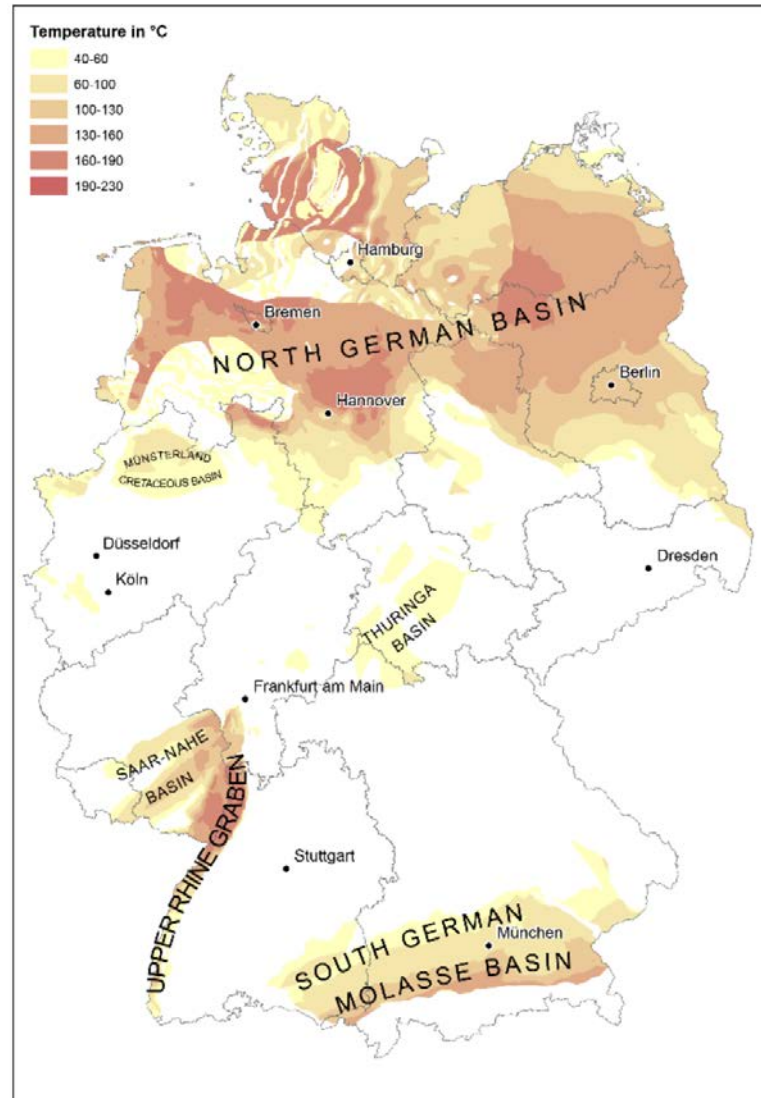 Temperature in °C
40-60
60-100
100-130
130-160
160-190
190-230
Hamburg
Bremen
NORTH GERMAN BASIN
Berlin
Hannover
MÜNSTERLAND
CRETACEOUS BASIN
Düsseldorf
Köln
Dresden
THURINGA
BASIN
Frankfurt am Main
SAAR-NAHE
BASIN
UPPER RHINE GRABEN
Stuttgart
SOUTH GERMAN
München
MOLASSE BASIN